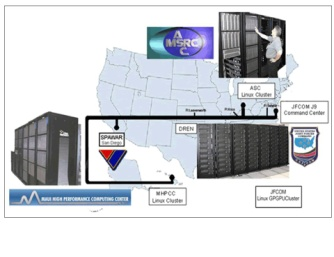 ASC
MSRC
ASC
Linux Cluster
JFCOM J9
Command Center
DREN
SPAWAR
San Diego
MAUI HIGH PERFORMANCE COMPUTING CENTER
MHPCC
Linux Cluster
JFCOM
Linux GPGPUCluster